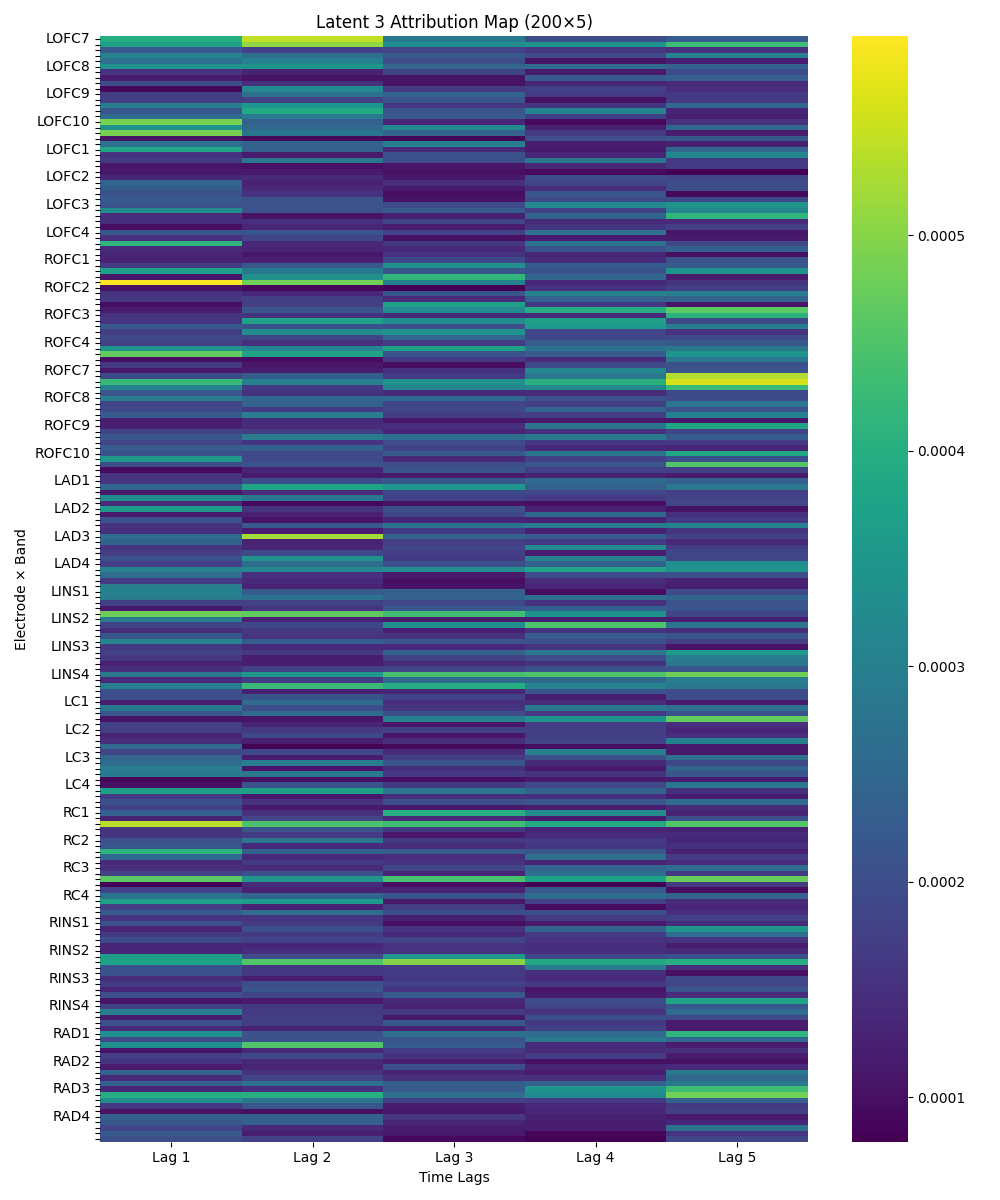 Latent 3 Attribution Map (200×5)
LOFC7
LOFC8
LOFC9
LOFC10
LOFC1
LOFC2
LOFC3
LOFC4
ROFC1
ROFC2
ROFC3
ROFC4
ROFC7
ROFC8
ROFC9
ROFC10
LAD1
LAD2
LAD3
LAD4
LINS1
LINS2
LINS3
LINS4
LC1
LC2
LC3
LC4
RC1
RC2
RC3
RC4
RINS1
RINS2
RINS3
RINS4
RAD1
RAD2
RAD3
RAD4
Electrode × Band
Lag 1 Lag 2 Lag 3 Lag 4 Lag 5
Time Lags
0.0005
0.0004
0.0003
0.0002
0.0001